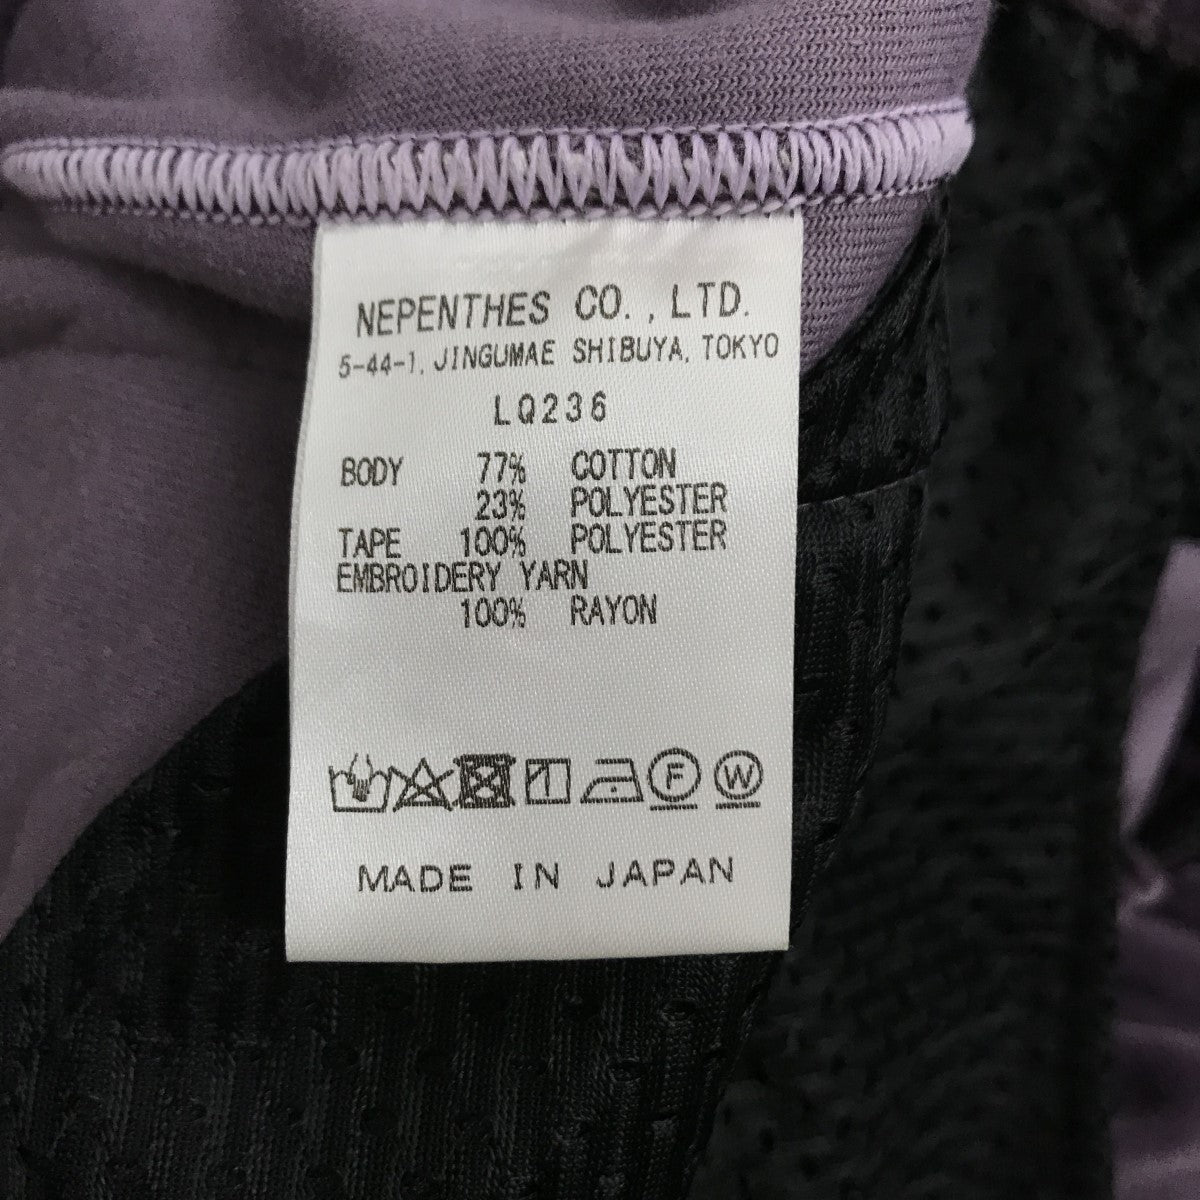 NEPENTHES CO., LTD.
5-44-1, JINGUMAE SHIBUYA, TOKYO
LQ236
BODY 77% COTTON
23% POLYESTER
TAPE 100% POLYESTER
EMBROIDERY YARN
100% RAYON
F W
MADE IN JAPAN